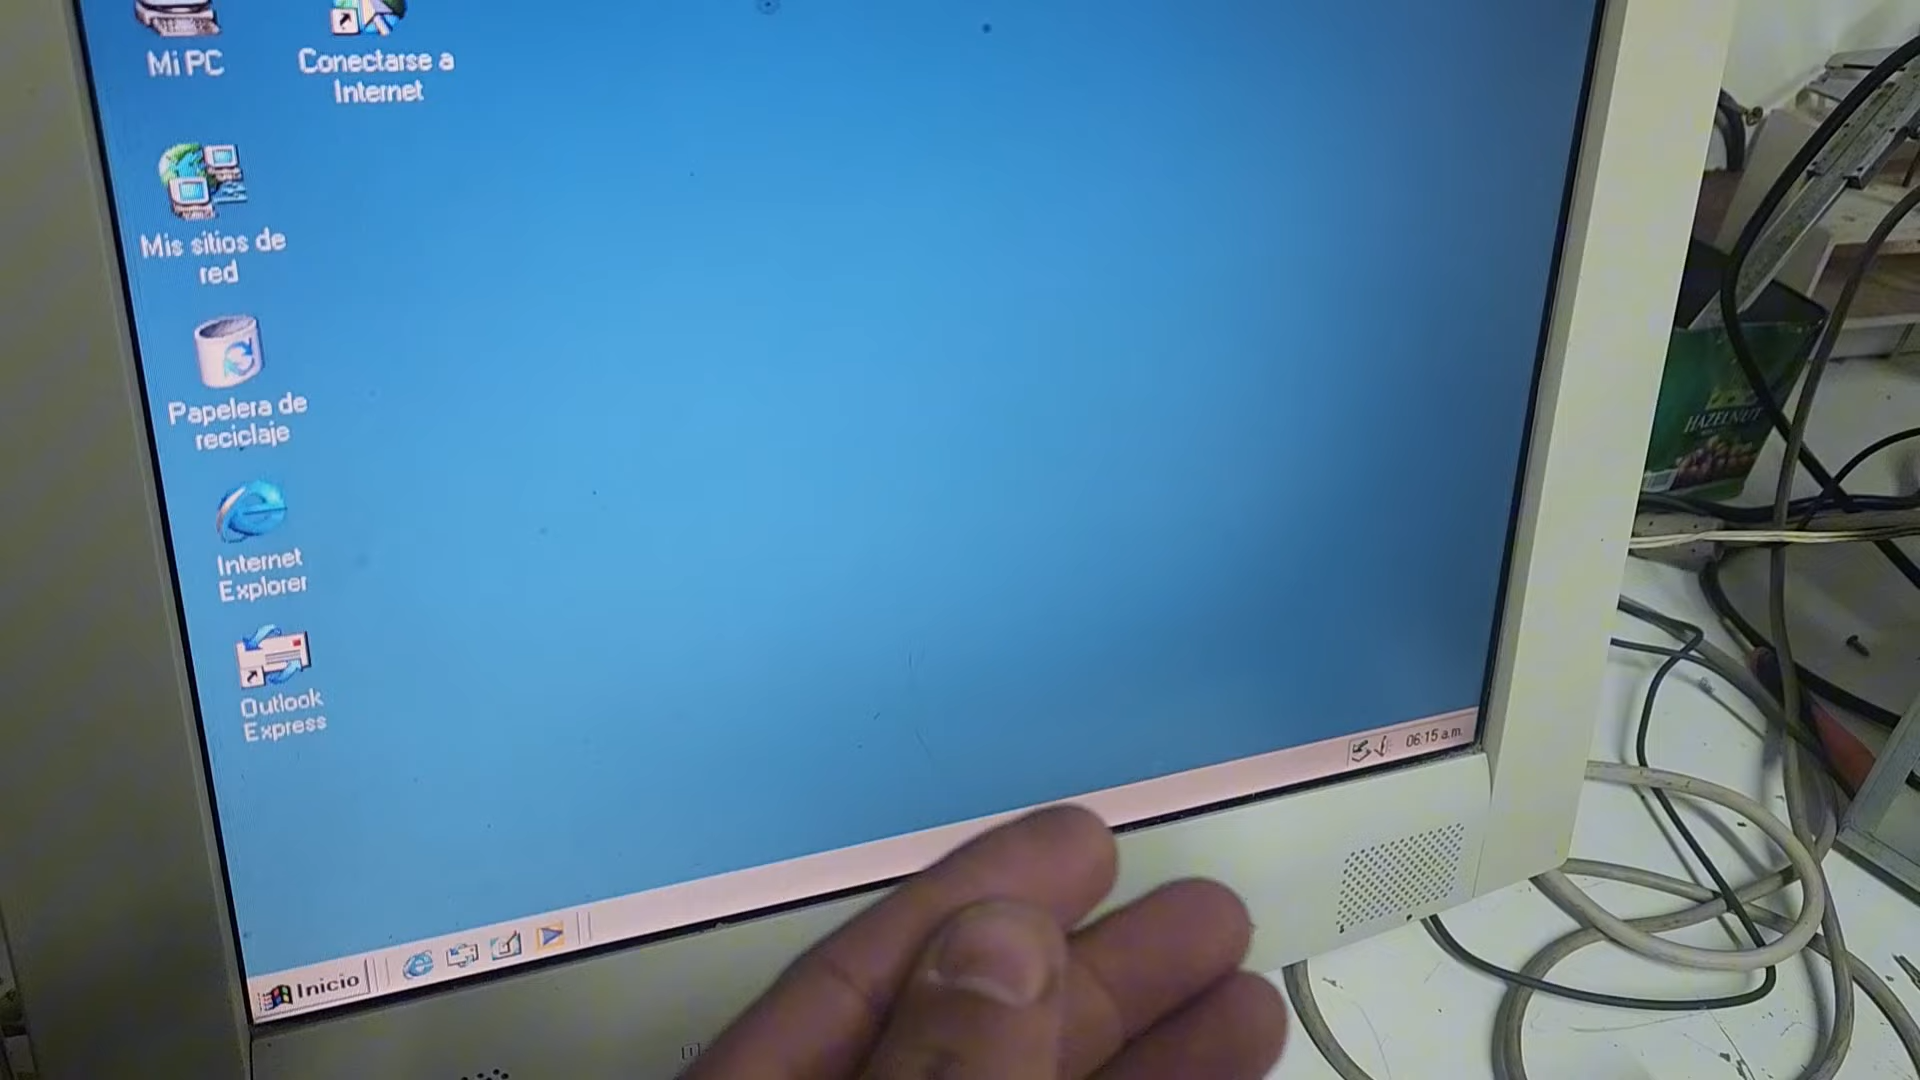 Mi PC
Conectarse a
Internet
Mis sitios de
red
Papelera de
reciclaje
Internet
Explorer
Outlook
Express
HAZELNUT
06:15 a.m.
Inicio